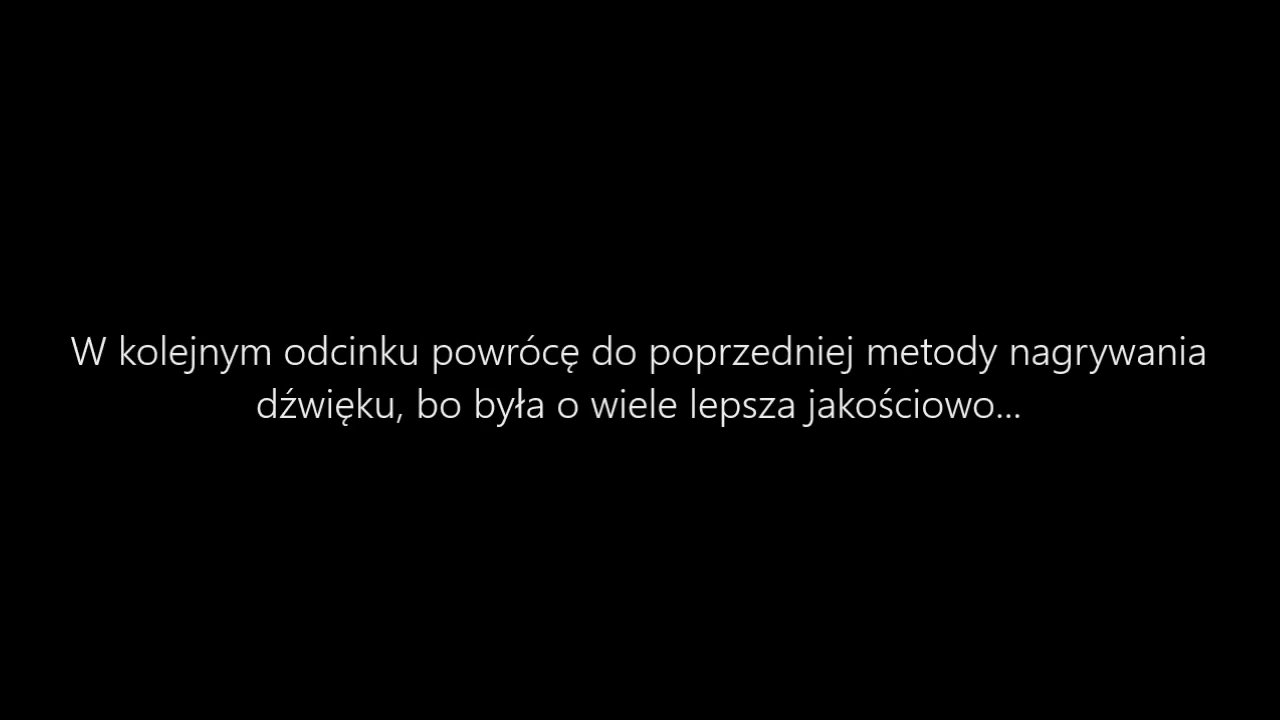 W kolejnym odcinku powrócę do poprzedniej metody nagrywania
dźwięku, bo była o wiele lepsza jakościowo...